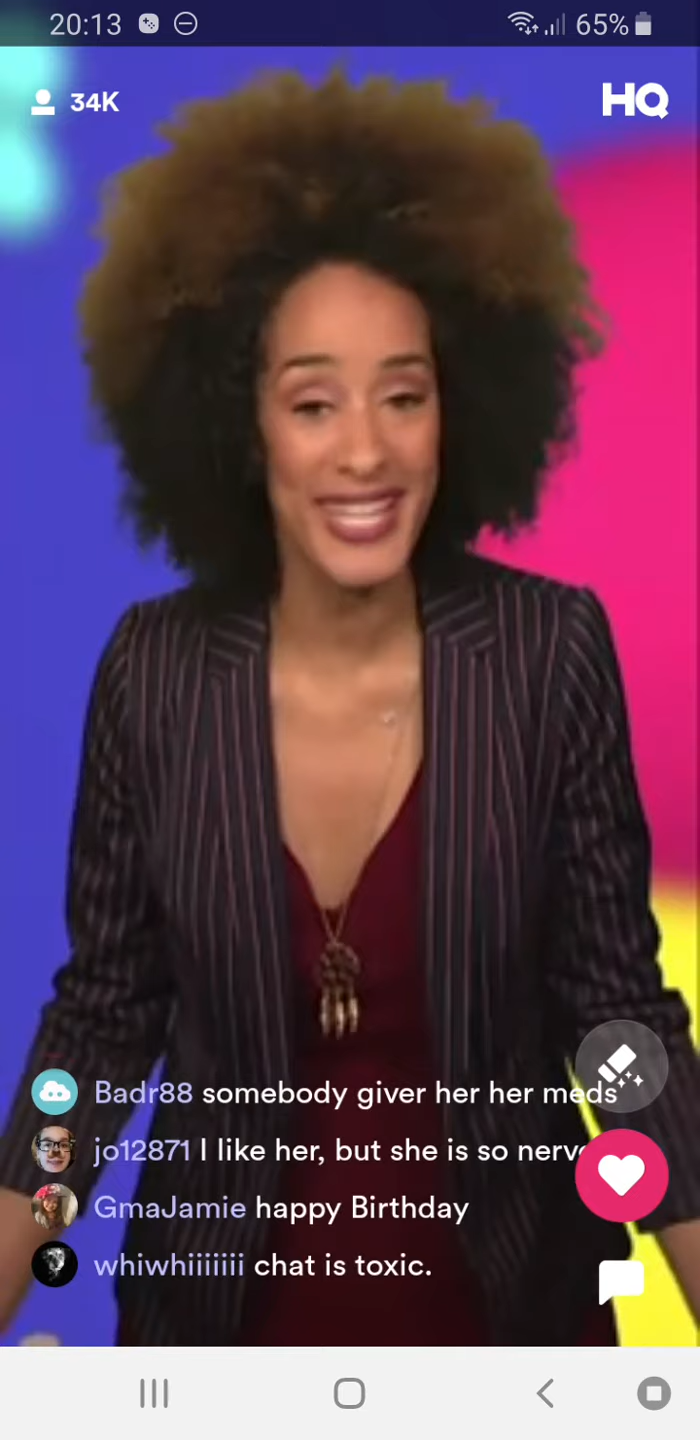 20:13
65%
34K
HQ
Badr88 somebody giver her her meds
jo12871 I like her, but she is so nerv
GmaJamie happy Birthday
whiwhiiiiiii chat is toxic.